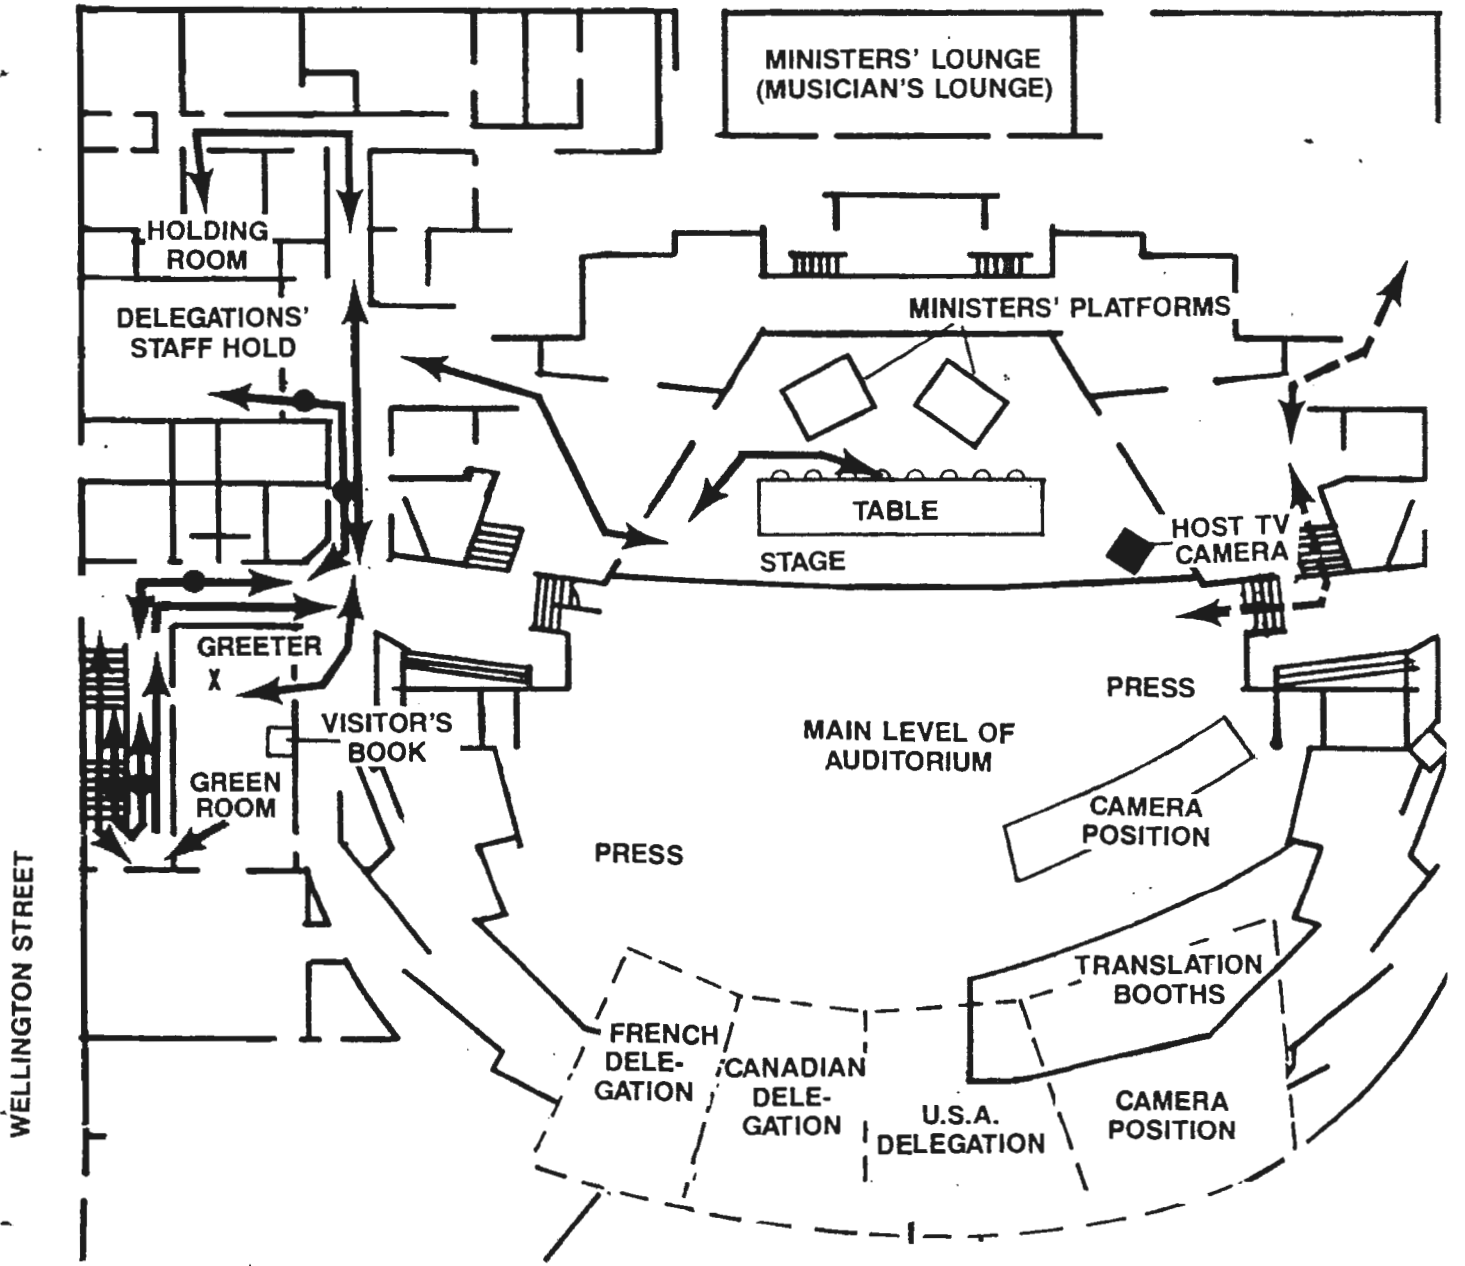 MINISTERS' LOUNGE
(MUSICIAN'S LOUNGE)
HOLDING
ROOM
DELEGATIONS'
STAFF HOLD
MINISTERS' PLATFORMS
TABLE
STAGE
HOST TV
CAMERA
GREETER
X
VISITOR'S
BOOK
GREEN
ROOM
PRESS
MAIN LEVEL OF
AUDITORIUM
CAMERA
POSITION
PRESS
TRANSLATION
BOOTHS
FRENCH
DELE-
GATION
CANADIAN
DELE-
GATION
U.S.A.
DELEGATION
CAMERA
POSITION
WELLINGTON STREET